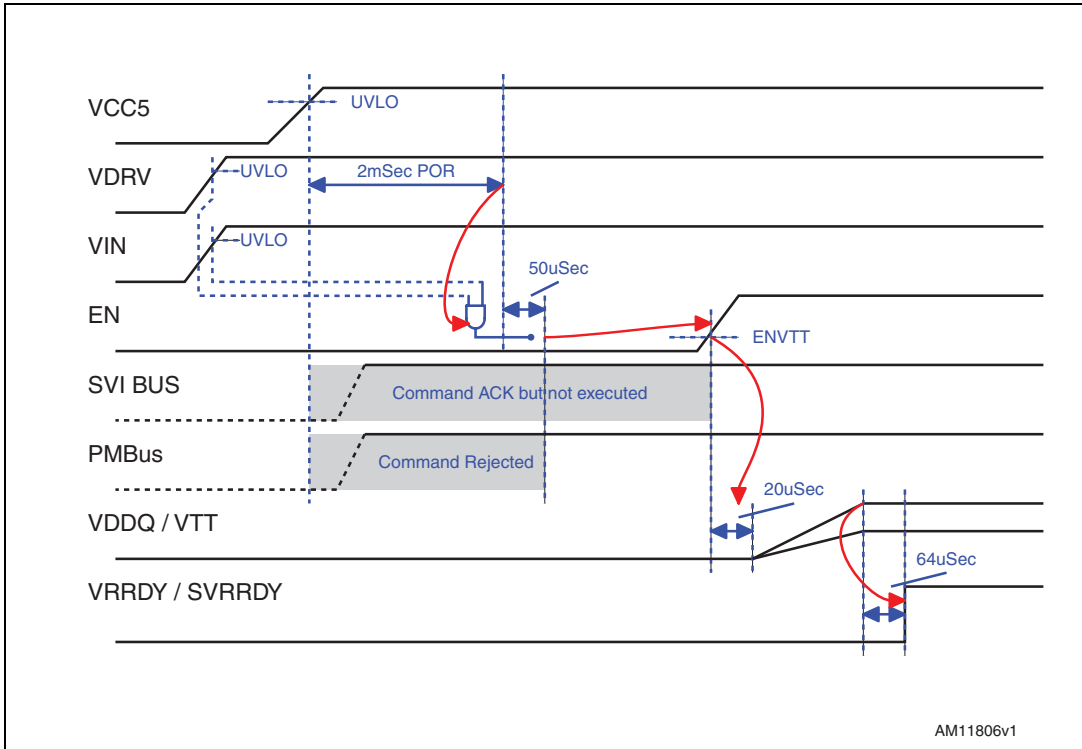 VCC5
UVLO
VDRV
UVLO
2mSec POR
VIN
UVLO
50uSec
EN
ENVTT
SVI BUS
Command ACK but not executed
PMBus
Command Rejected
20uSec
VDDQ / VTT
64uSec
VRRDY / SVRRDY
AM11806v1